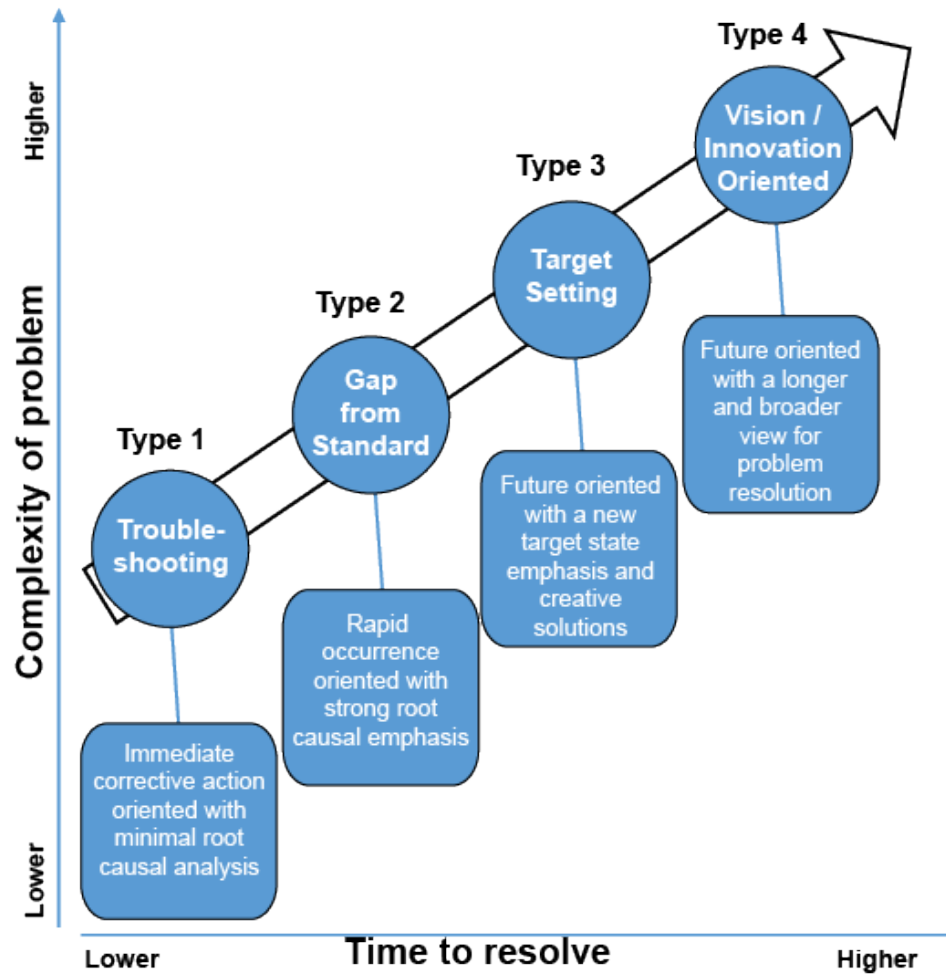 Type 4
Higher
Vision /
Innovation
Oriented
Type 3
Target
Setting
Type 2
Gap
from
Standard
Type 1
Trouble-
shooting
Complexity of problem
Future oriented
with a longer
and broader
view for
problem
resolution
Future oriented
with a new
target state
emphasis and
creative
solutions
Rapid
occurrence
oriented with
strong root
causal emphasis
Immediate
corrective action
oriented with
minimal root
causal analysis
Lower
Lower
Time to resolve
Higher